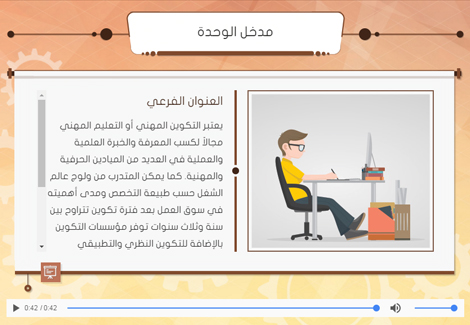 مدخل الوحدة
العنوان الفرعي
يعتبر التكوين المهني أو التعليم المهني
مجالاً لكسب المعرفة والخبرة العلمية
والعملية في العديد من الميادين الحرفية
والمهنية. كما يمكن المتدرب من ولوج عالم
الشغل حسب طبيعة التخصص ومدى أهميته
في سوق العمل بعد فترة تكوين تتراوح بين
سنة وثلاث سنوات توفر مؤسسات التكوين
بالإضافة للتكوين النظري والتطبيقي
0:42 / 0:42